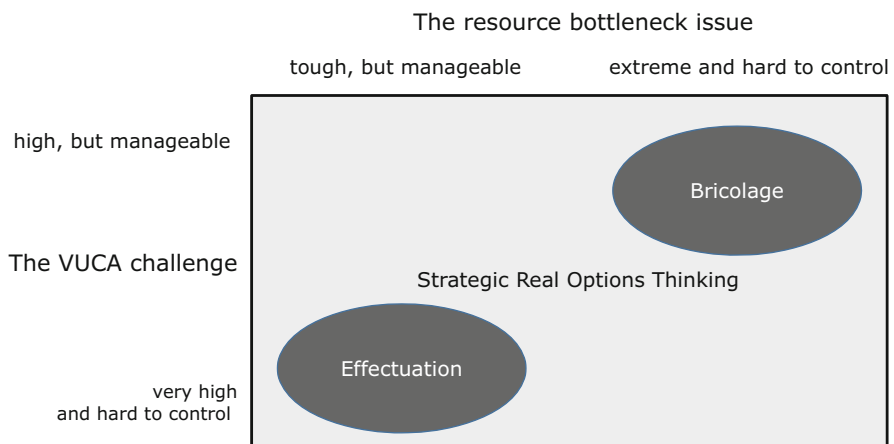 The resource bottleneck issue
tough, but manageable
extreme and hard to control
high, but manageable
Bricolage
The VUCA challenge
Strategic Real Options Thinking
Effectuation
very high
and hard to control